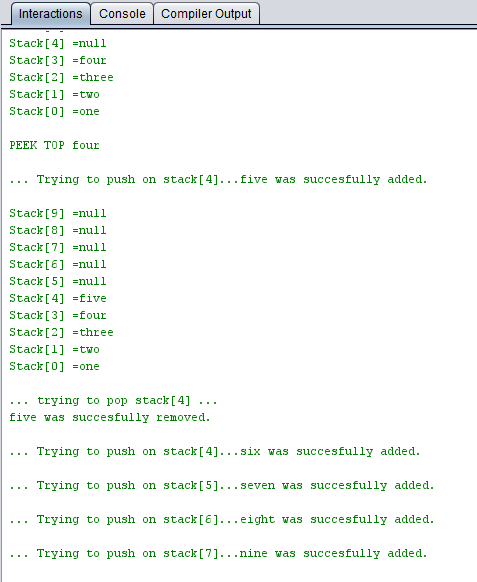 Interactions Console Compiler Output
Stack[4] =null
Stack[3] =four
Stack[2] =three
Stack[1] =two
Stack[0] =one
PEEK TOP four
... Trying to push on stack[4]...five was succesfully added.
Stack[9] =null
Stack[8] =null
Stack[7] =null
Stack[6] =null
Stack[5] =null
Stack[4] =five
Stack[3] =four
Stack[2] =three
Stack[1] =two
Stack[0] =one
... trying to pop stack[4] ...
five was succesfully removed.
... Trying to push on stack[4]...six was succesfully added.
... Trying to push on stack[5]...seven was succesfully added.
... Trying to push on stack[6]...eight was succesfully added.
... Trying to push on stack[7]...nine was succesfully added.